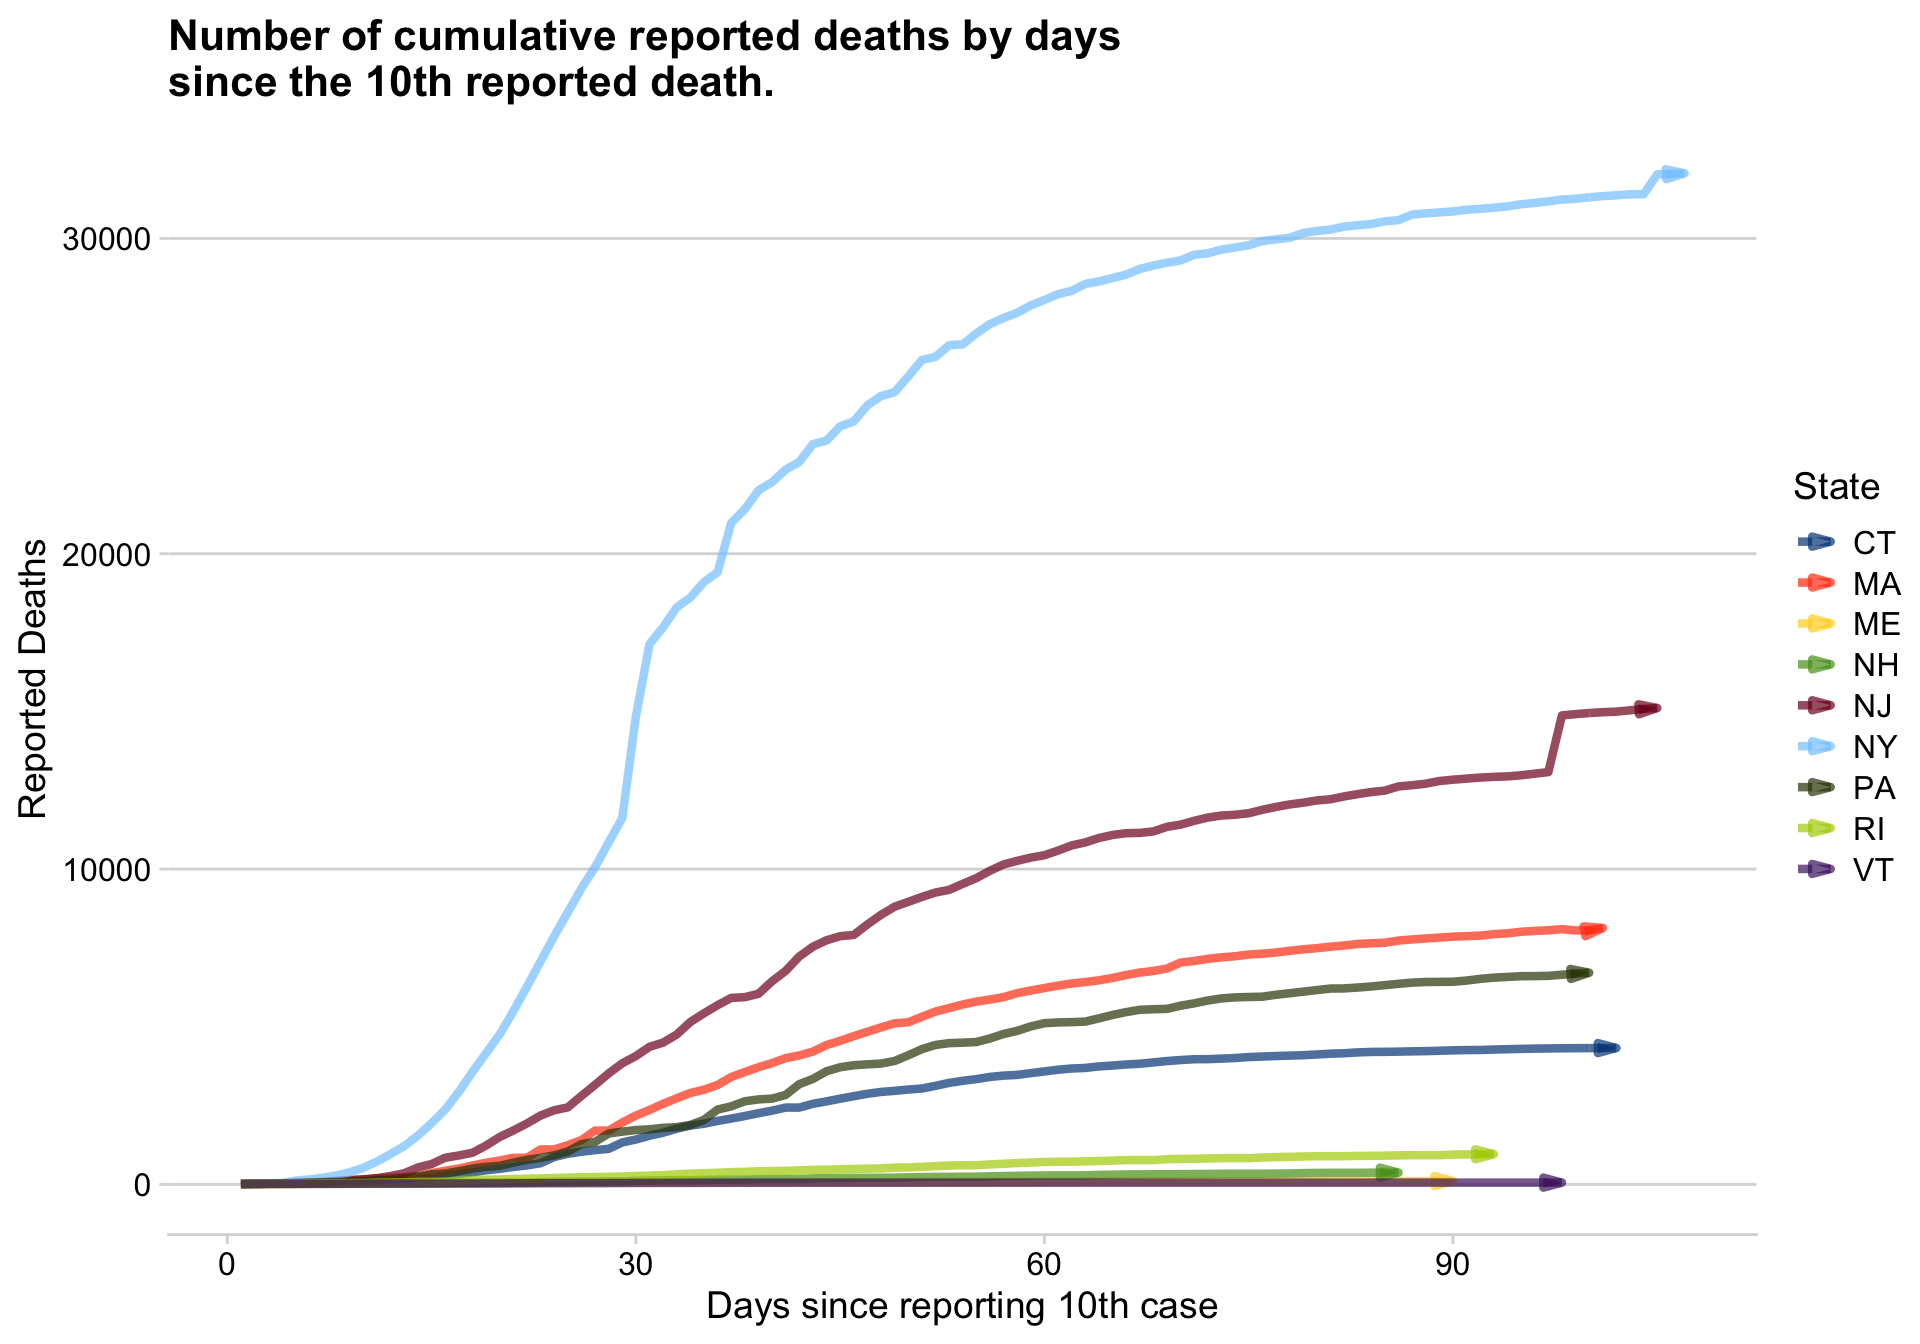 Number of cumulative reported deaths by days
since the 10th reported death.
Reported Deaths
30000
20000
10000
0
0
30
60
90
Days since reporting 10th case
State
CT
MA
ME
NH
NJ
NY
PA
RI
VT